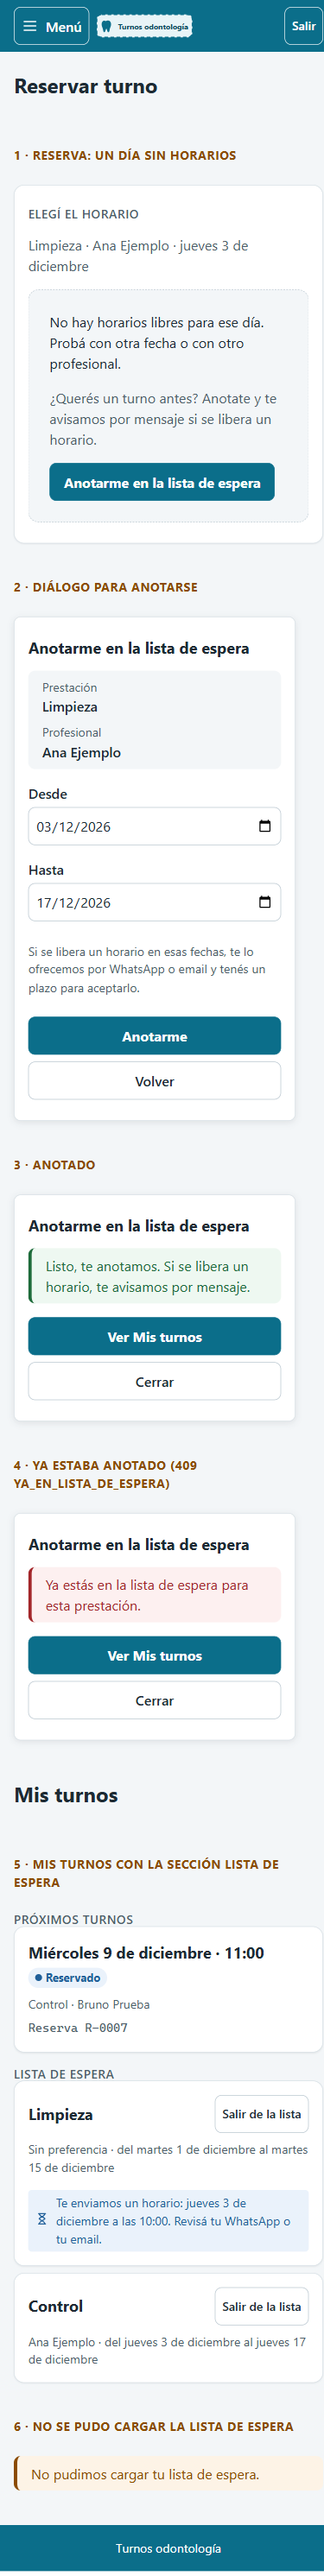 Menú
Turnos odontología
Salir
Reservar turno
1 · RESERVA: UN DÍA SIN HORARIOS
ELEGÍ EL HORARIO
Limpieza · Ana Ejemplo · jueves 3 de
diciembre
No hay horarios libres para ese día.
Probá con otra fecha o con otro
profesional.
¿Querés un turno antes? Anotate y te
avisamos por mensaje si se libera un
horario.
Anotarme en la lista de espera
2 · DIÁLOGO PARA ANOTARSE
Anotarme en la lista de espera
Prestación
Limpieza
Profesional
Ana Ejemplo
Desde
03/12/2026
Hasta
17/12/2026
Si se libera un horario en esas fechas, te lo
ofrecemos por WhatsApp o email y tenés un
plazo para aceptarlo.
Anotarme
Volver
3 · ANOTADO
Anotarme en la lista de espera
Listo, te anotamos. Si se libera un
horario, te avisamos por mensaje.
Ver Mis turnos
Cerrar
4 · YA ESTABA ANOTADO (409
YA_EN_LISTA_DE_ESPERA)
Anotarme en la lista de espera
Ya estás en la lista de espera para
esta prestación.
Ver Mis turnos
Cerrar
Mis turnos
5 · MIS TURNOS CON LA SECCIÓN LISTA DE
ESPERA
PRÓXIMOS TURNOS
Miércoles 9 de diciembre · 11:00
Reservado
Control · Bruno Prueba
Reserva R-0007
LISTA DE ESPERA
Limpieza
Salir de la lista
Sin preferencia · del martes 1 de diciembre al martes
15 de diciembre
Te enviamos un horario: jueves 3 de
diciembre a las 10:00. Revisá tu WhatsApp o
tu email.
Control
Salir de la lista
Ana Ejemplo · del jueves 3 de diciembre al jueves 17
de diciembre
6 · NO SE PUDO CARGAR LA LISTA DE ESPERA
No pudimos cargar tu lista de espera.
Turnos odontología